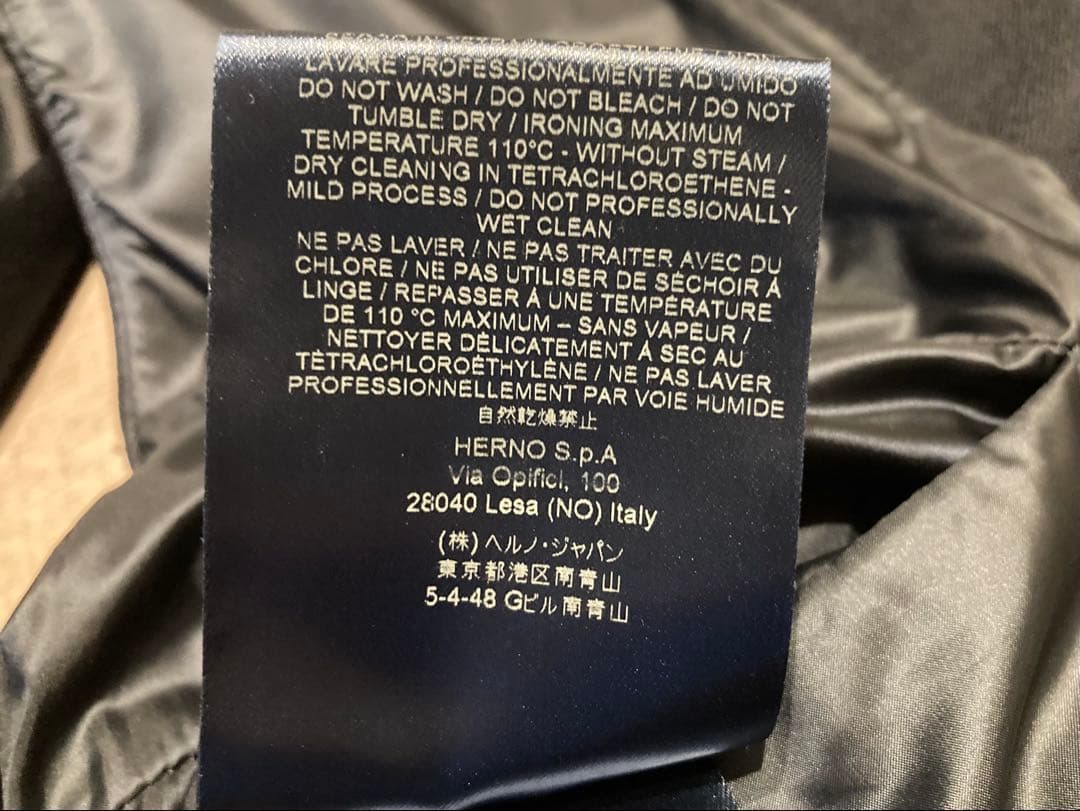 SECCO IN TETRACLOROETILENE
LAVARE PROFESSIONALMENTE AD UMIDO
DO NOT WASH / DO NOT BLEACH / DO NOT
TUMBLE DRY / IRONING MAXIMUM
TEMPERATURE 110°C - WITHOUT STEAM /
DRY CLEANING IN TETRACHLOROETHENE -
MILD PROCESS / DO NOT PROFESSIONALLY
WET CLEAN
NE PAS LAVER / NE PAS TRAITER AVEC DU
CHLORE / NE PAS UTILISER DE SÉCHOIR À
LINGE / REPASSER À UNE TEMPÉRATURE
DE 110 °C MAXIMUM – SANS VAPEUR /
NETTOYER DÉLICATEMENT À SEC AU
TÉTRACHLOROÉTHYLÈNE / NE PAS LAVER
PROFESSIONNELLEMENT PAR VOIE HUMIDE
自然乾燥禁止
HERNO S.p.A
Via Opifici, 100
28040 Lesa (NO) Italy
(株)ヘルノ・ジャパン
東京都港区南青山
5-4-48 Gビル南青山